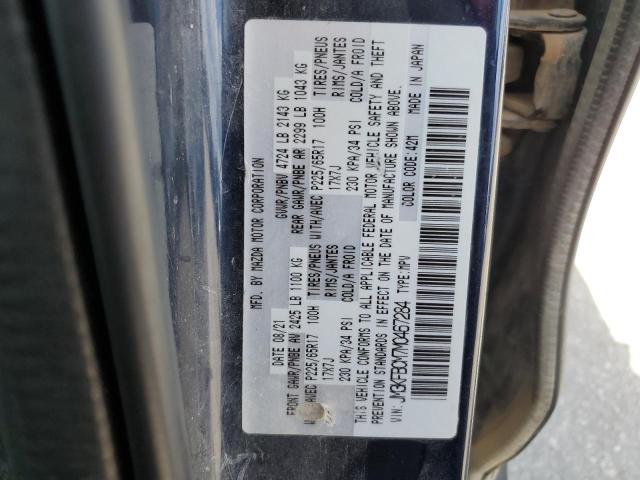 MFD. BY MAZDA MOTOR CORPORATION
DATE 08/21 GVWR/PNBV 4724 LB 2143 KG
FRONT GAWR/PNBE AV 2425 LB 1100 KG REAR GAWR/PNBE AR 2299 LB 1043 KG
WITH/AVEC P225/65R17 100H TIRES/PNEUS WITH/AVEC P225/65R17 100H TIRES/PNEUS
17X7J RIMS/JANTES 17X7J RIMS/JANTES
230 KPA/34 PSI COLD/A FROID 230 KPA/34 PSI COLD/A FROID
THIS VEHICLE CONFORMS TO ALL APPLICABLE FEDERAL MOTOR VEHICLE SAFETY AND THEFT
PREVENTION STANDARDS IN EFFECT ON THE DATE OF MANUFACTURE SHOWN ABOVE.
VIN: JM3KFBCM7M0467284 TYPE: MPV COLOR CODE: 42M MADE IN JAPAN